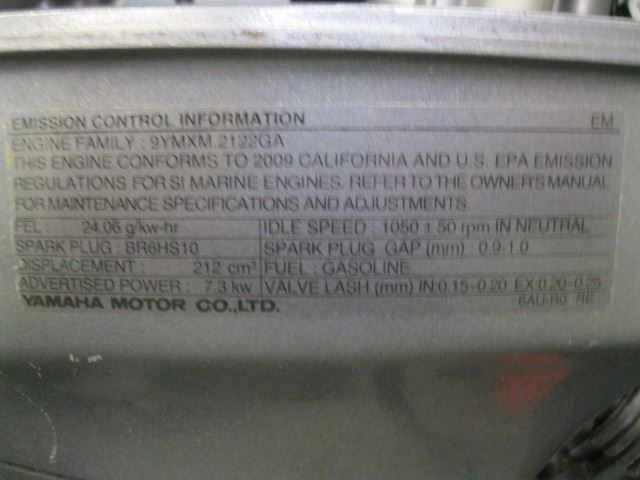 EMISSION CONTROL INFORMATION EM
ENGINE FAMILY : 9YMXM.2122GA
THIS ENGINE CONFORMS TO 2009 CALIFORNIA AND U.S. EPA EMISSION
REGULATIONS FOR SI MARINE ENGINES. REFER TO THE OWNER'S MANUAL
FOR MAINTENANCE SPECIFICATIONS AND ADJUSTMENTS.
FEL : 24.06 g/kw-hr IDLE SPEED : 1050 ± 50 rpm IN NEUTRAL
SPARK PLUG : BR6HS10 SPARK PLUG GAP (mm) : 0.9-1.0
DISPLACEMENT : 212 cm³ FUEL : GASOLINE
ADVERTISED POWER : 7.3 kw VALVE LASH (mm) IN:0.15-0.20 EX:0.20-0.25
YAMAHA MOTOR CO.,LTD. 6AU-R0 RE